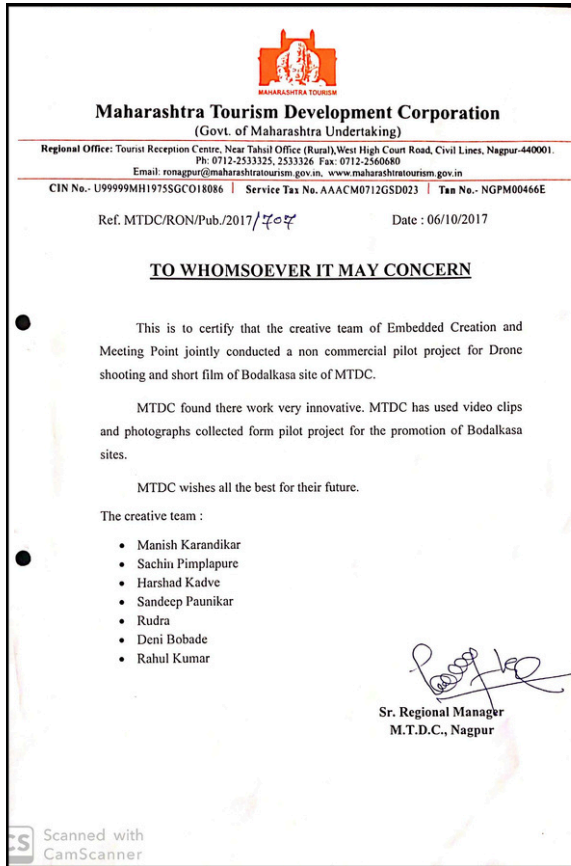 MAHARASHTRA TOURISM
Maharashtra Tourism Development Corporation
(Govt. of Maharashtra Undertaking)
Regional Office: Tourist Reception Centre, Near Tahsil Office (Rural),West High Court Road, Civil Lines, Nagpur-440001.
Ph: 0712-2533325, 2533326 Fax: 0712-2560680
Email: ronagpur@maharashtratourism.gov.in, www.maharashtratourism.gov.in
CIN No.- U99999MH1975SGCO18086 | Service Tax No. AAACM0712GSD023 | Tan No.- NGPM00466E
Ref. MTDC/RON/Pub./2017/707 Date : 06/10/2017
TO WHOMSOEVER IT MAY CONCERN
This is to certify that the creative team of Embedded Creation and
Meeting Point jointly conducted a non commercial pilot project for Drone
shooting and short film of Bodalkasa site of MTDC.
MTDC found there work very innovative. MTDC has used video clips
and photographs collected form pilot project for the promotion of Bodalkasa
sites.
MTDC wishes all the best for their future.
The creative team :
• Manish Karandikar
• Sachin Pimplapure
• Harshad Kadve
• Sandeep Paunikar
• Rudra
• Deni Bobade
• Rahul Kumar
Sr. Regional Manager
M.T.D.C., Nagpur
CS Scanned with
CamScanner